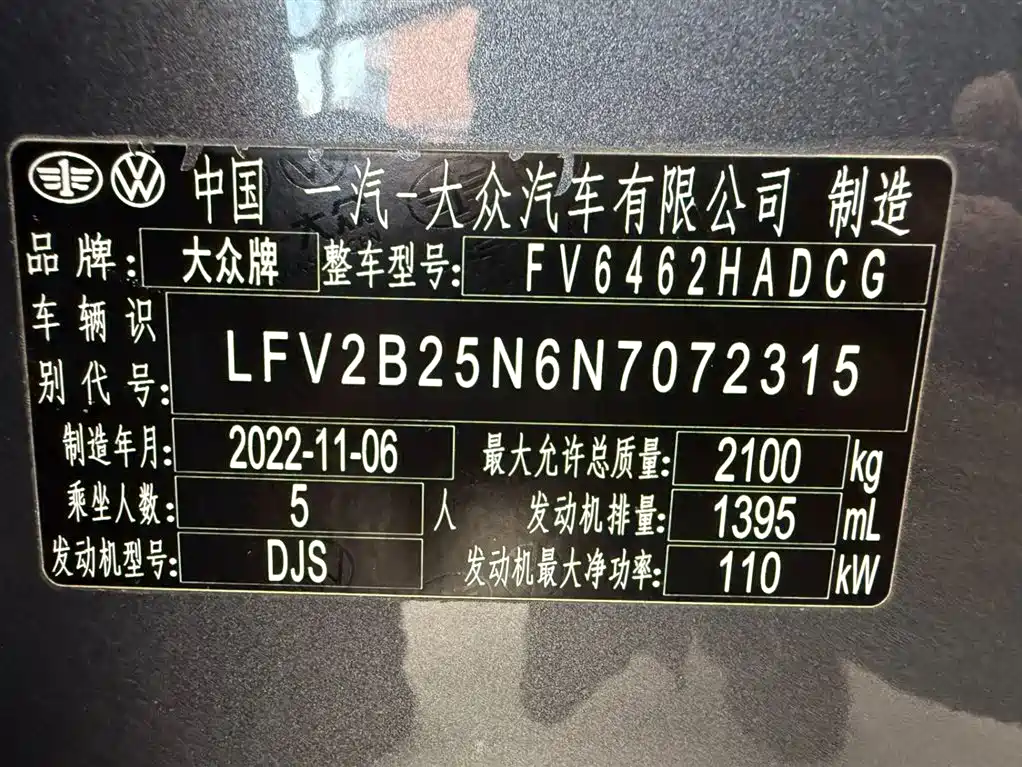 中国 一汽-大众汽车有限公司 制造
品牌: 大众牌 整车型号: FV6462HADCG
车辆识别代号: LFV2B25N6N7072315
制造年月: 2022-11-06 最大允许总质量: 2100 kg
乘坐人数: 5 人 发动机排量: 1395 mL
发动机型号: DJS 发动机最大净功率: 110 kW